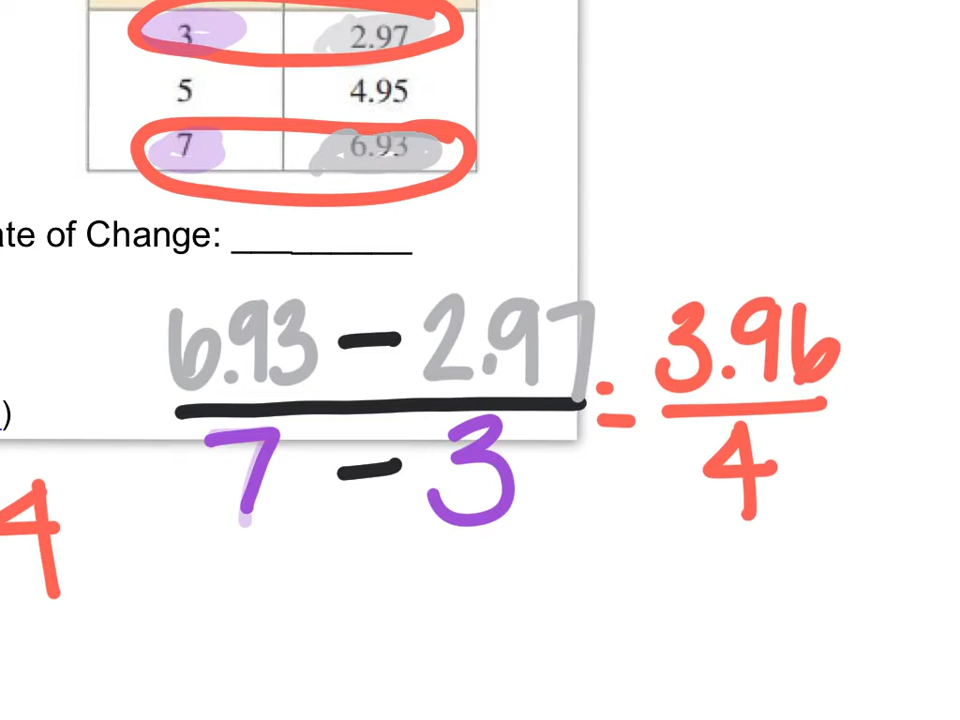 3 2.97
5 4.95
7 6.93
ate of Change: _________
6.93 - 2.97 = 3.96
7 - 3 4
)
4